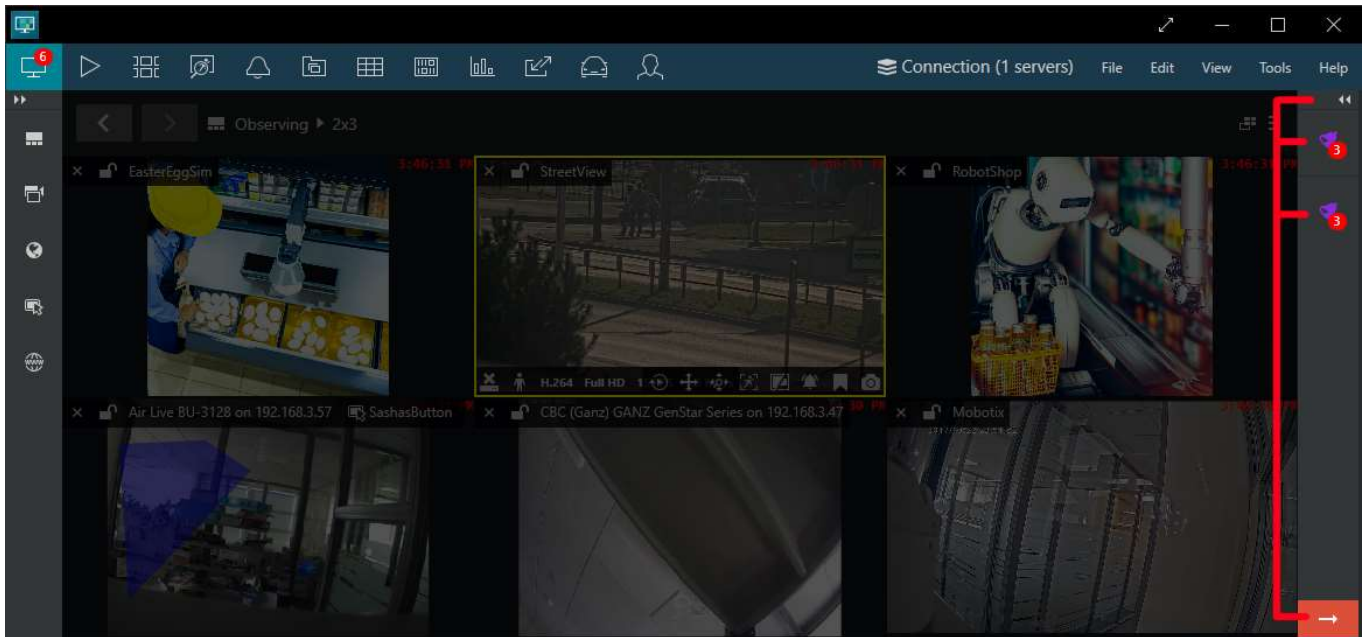 6
Connection (1 servers) File Edit View Tools Help
Observing 2x3
EasterEggSim
StreetView
RobotShop
3
3
H.264 Full HD 1
Air Live BU-3128 on 192.168.3.57 SashasButton
CBC (Ganz) GANZ GenStar Series on 192.168.3.47
Mobotix
www